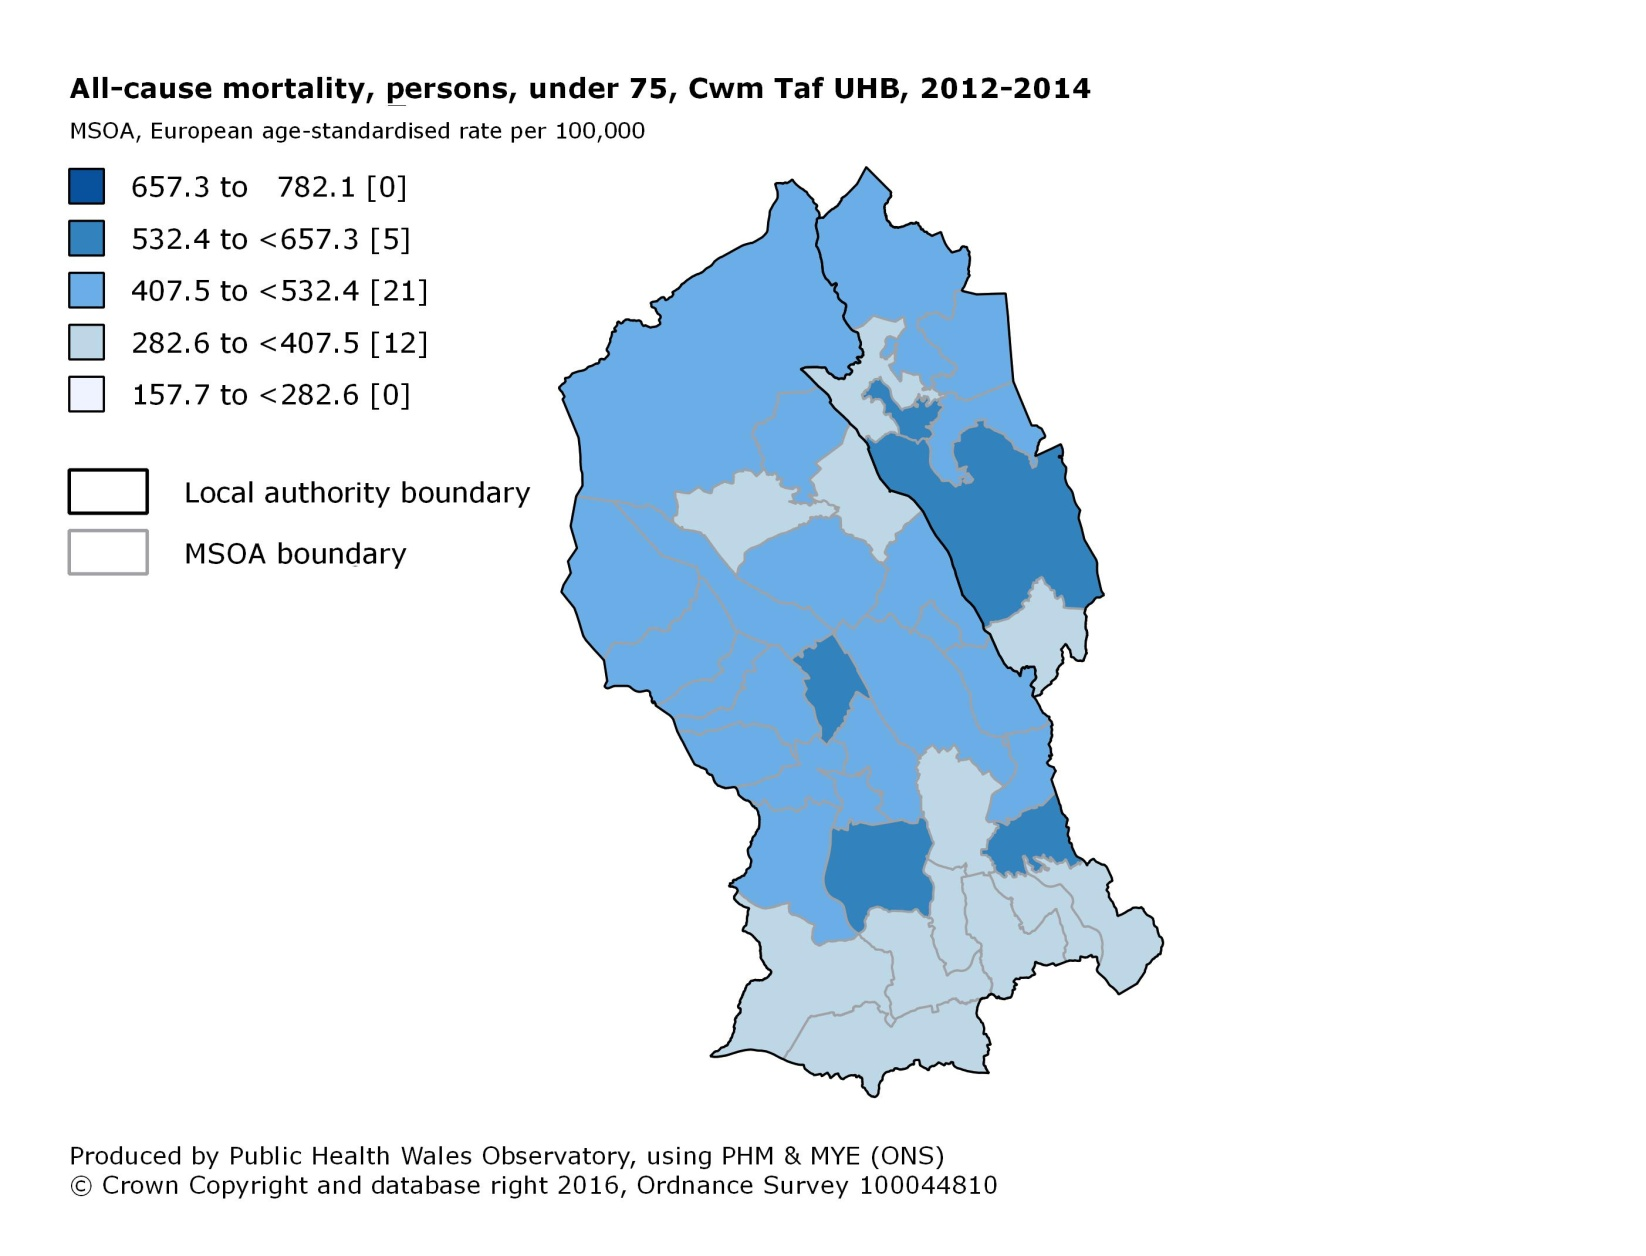 All-cause mortality, persons, under 75, Cwm Taf UHB, 2012-2014
MSOA, European age-standardised rate per 100,000
657.3 to 782.1 [0]
532.4 to <657.3 [5]
407.5 to <532.4 [21]
282.6 to <407.5 [12]
157.7 to <282.6 [0]
Local authority boundary
MSOA boundary
Produced by Public Health Wales Observatory, using PHM & MYE (ONS)
© Crown Copyright and database right 2016, Ordnance Survey 100044810